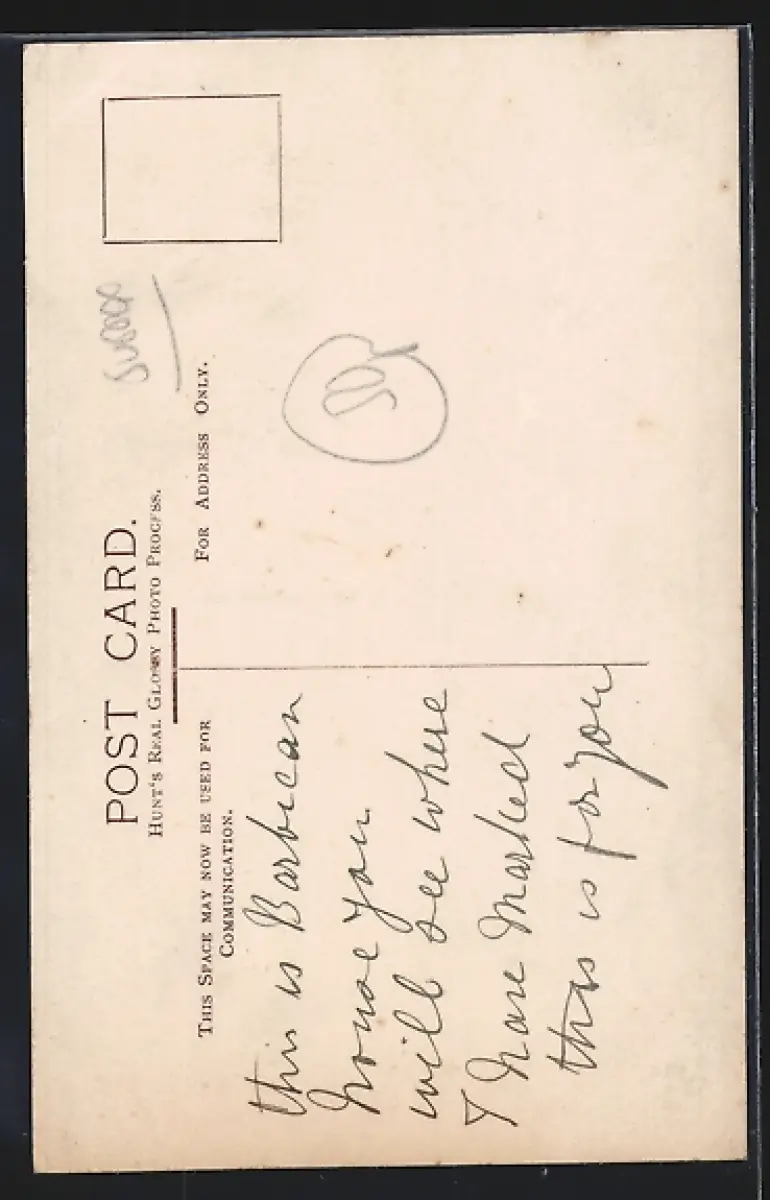 POST CARD.
HUNT'S REAL GLOSSY PHOTO PROCESS.
THIS SPACE MAY NOW BE USED FOR
COMMUNICATION.
FOR ADDRESS ONLY.
Sussex
this is Barbican
house you
will see where
I have Marked
this is for you